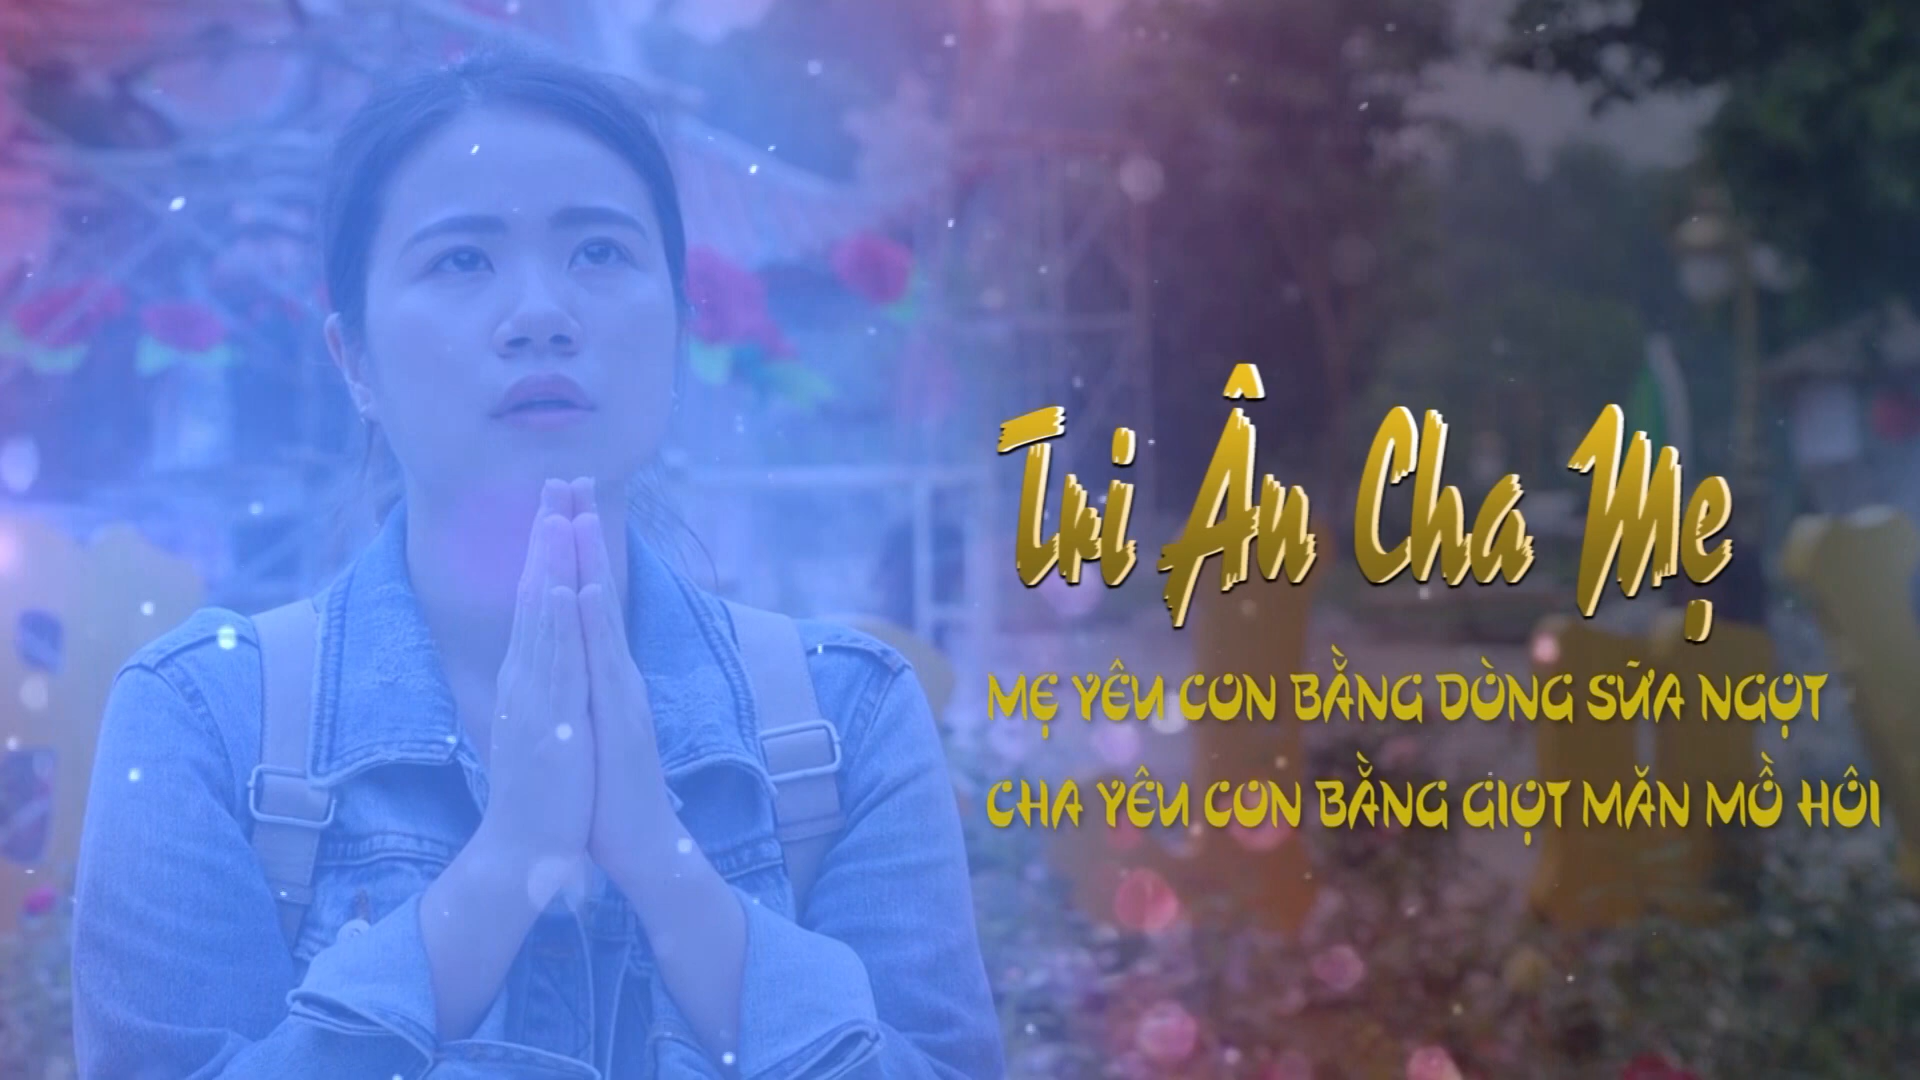 Tri Ân Cha Mẹ
MẸ YÊU CON BẰNG DÒNG SỮA NGỌT
CHA YÊU CON BẰNG GIỌT MẶN MỒ HÔI